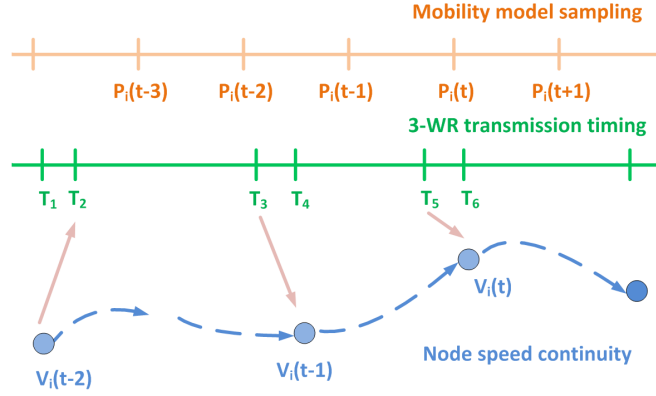 Mobility model sampling
Pᵢ(t-3) Pᵢ(t-2) Pᵢ(t-1) Pᵢ(t) Pᵢ(t+1)
3-WR transmission timing
T₁ T₂ T₃ T₄ T₅ T₆
Vᵢ(t)
Node speed continuity
Vᵢ(t-1)
Vᵢ(t-2)